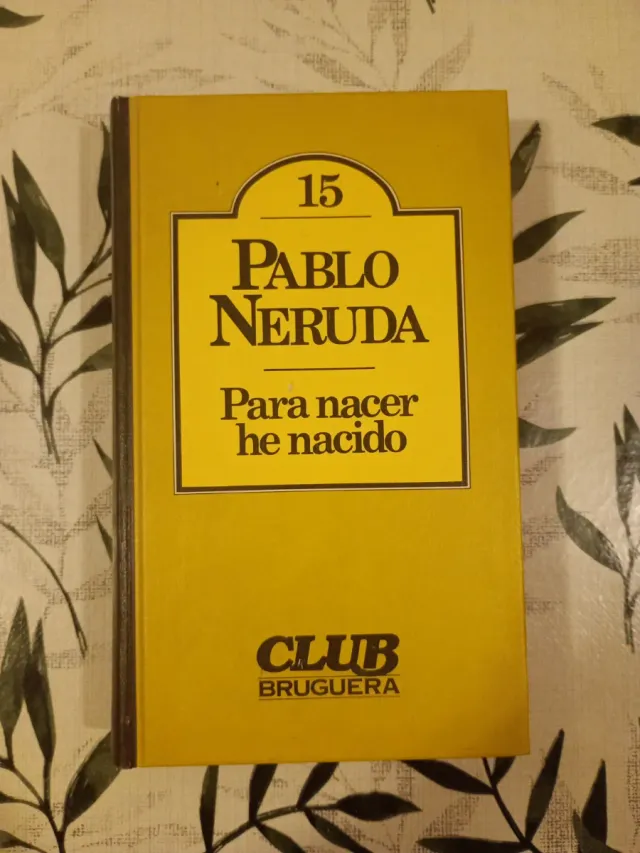 15
PABLO
NERUDA
Para nacer
he nacido
CLUB
BRUGUERA